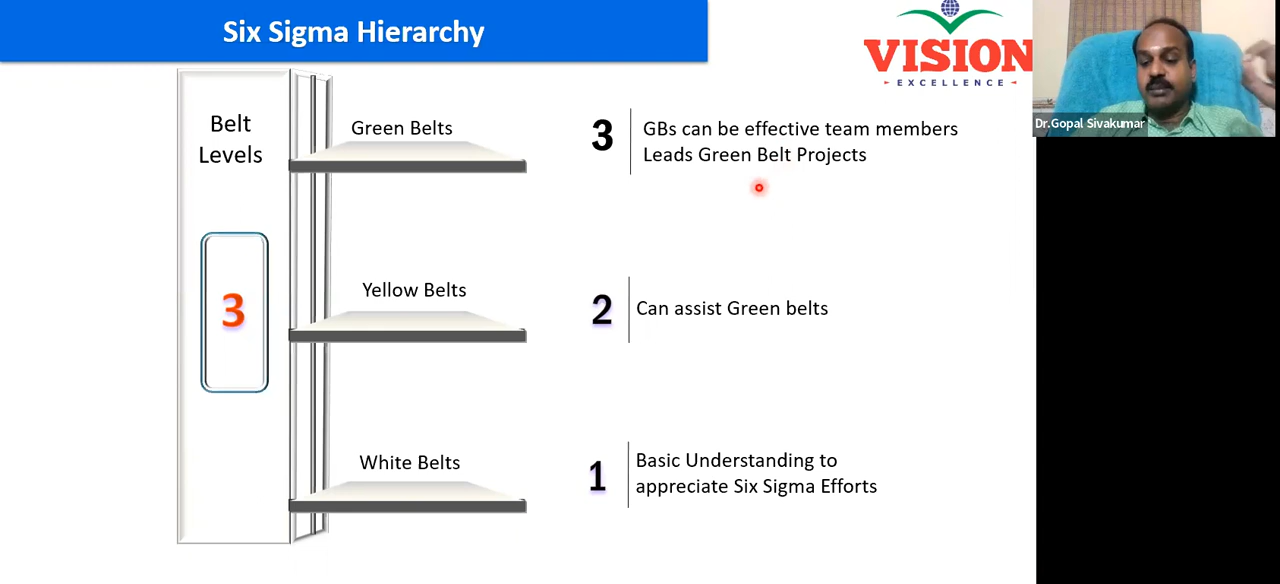 Six Sigma Hierarchy
VISION
EXCELLENCE
Dr.Gopal Sivakumar
Belt
Levels
3
Green Belts
3
GBs can be effective team members
Leads Green Belt Projects
Yellow Belts
2
Can assist Green belts
White Belts
1
Basic Understanding to
appreciate Six Sigma Efforts